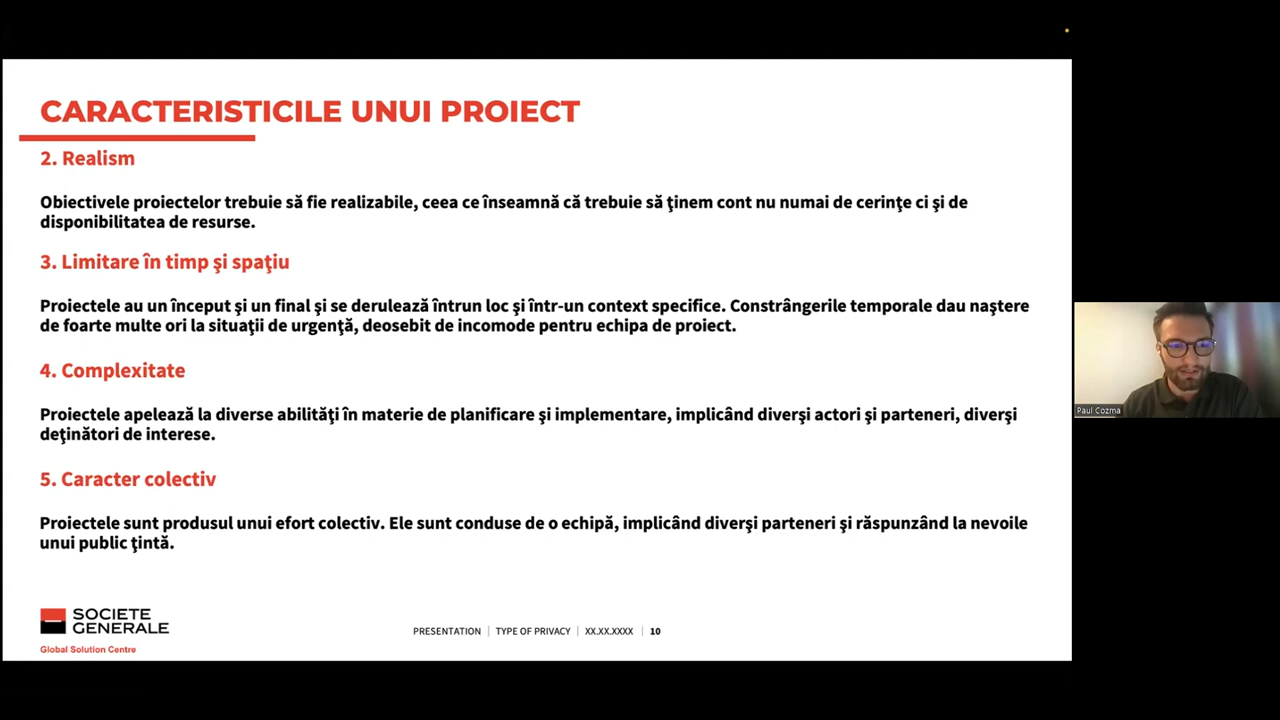 CARACTERISTICILE UNUI PROIECT
2. Realism
Obiectivele proiectelor trebuie să fie realizabile, ceea ce înseamnă că trebuie să ţinem cont nu numai de cerinţe ci şi de
disponibilitatea de resurse.
3. Limitare în timp şi spaţiu
Proiectele au un început şi un final şi se derulează întrun loc şi într-un context specifice. Constrângerile temporale dau naştere
de foarte multe ori la situaţii de urgenţă, deosebit de incomode pentru echipa de proiect.
4. Complexitate
Proiectele apelează la diverse abilităţi în materie de planificare şi implementare, implicând diverşi actori şi parteneri, diverşi
deţinători de interese.
5. Caracter colectiv
Proiectele sunt produsul unui efort colectiv. Ele sunt conduse de o echipă, implicând diverşi parteneri şi răspunzând la nevoile
unui public ţintă.
SOCIETE
GENERALE
Global Solution Centre
PRESENTATION | TYPE OF PRIVACY | XX.XX.XXXX | 10
Paul Cozma